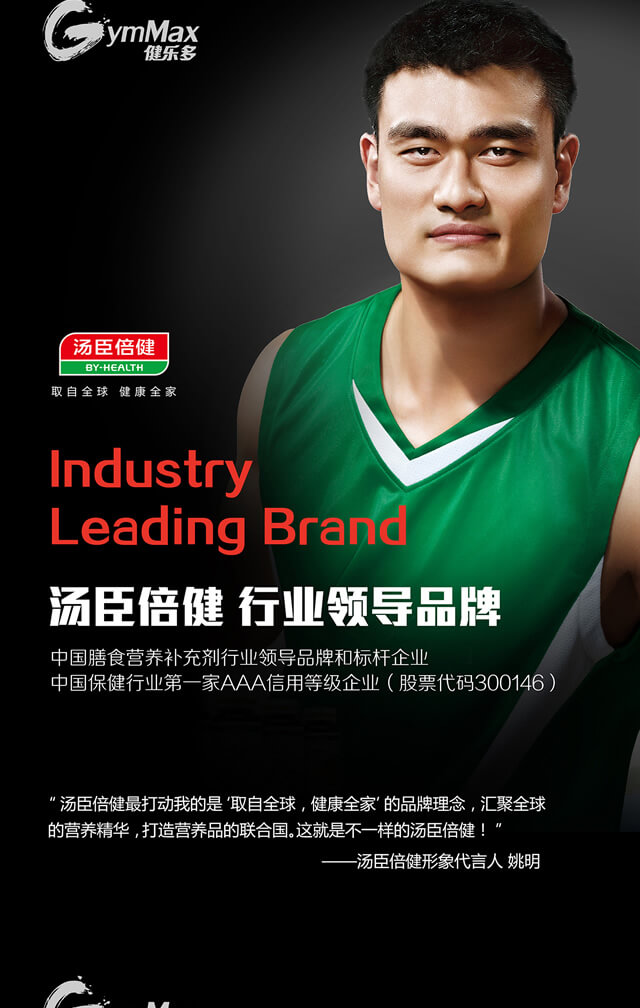 GymMax
健乐多
汤臣倍健
BY-HEALTH
取自全球 健康全家
Industry
Leading Brand
汤臣倍健 行业领导品牌
中国膳食营养补充剂行业领导品牌和标杆企业
中国保健行业第一家AAA信用等级企业（股票代码300146）
“ 汤臣倍健最打动我的是‘取自全球，健康全家’的品牌理念，汇聚全球
的营养精华，打造营养品的联合国。这就是不一样的汤臣倍健！”
——汤臣倍健形象代言人 姚明
GymMax